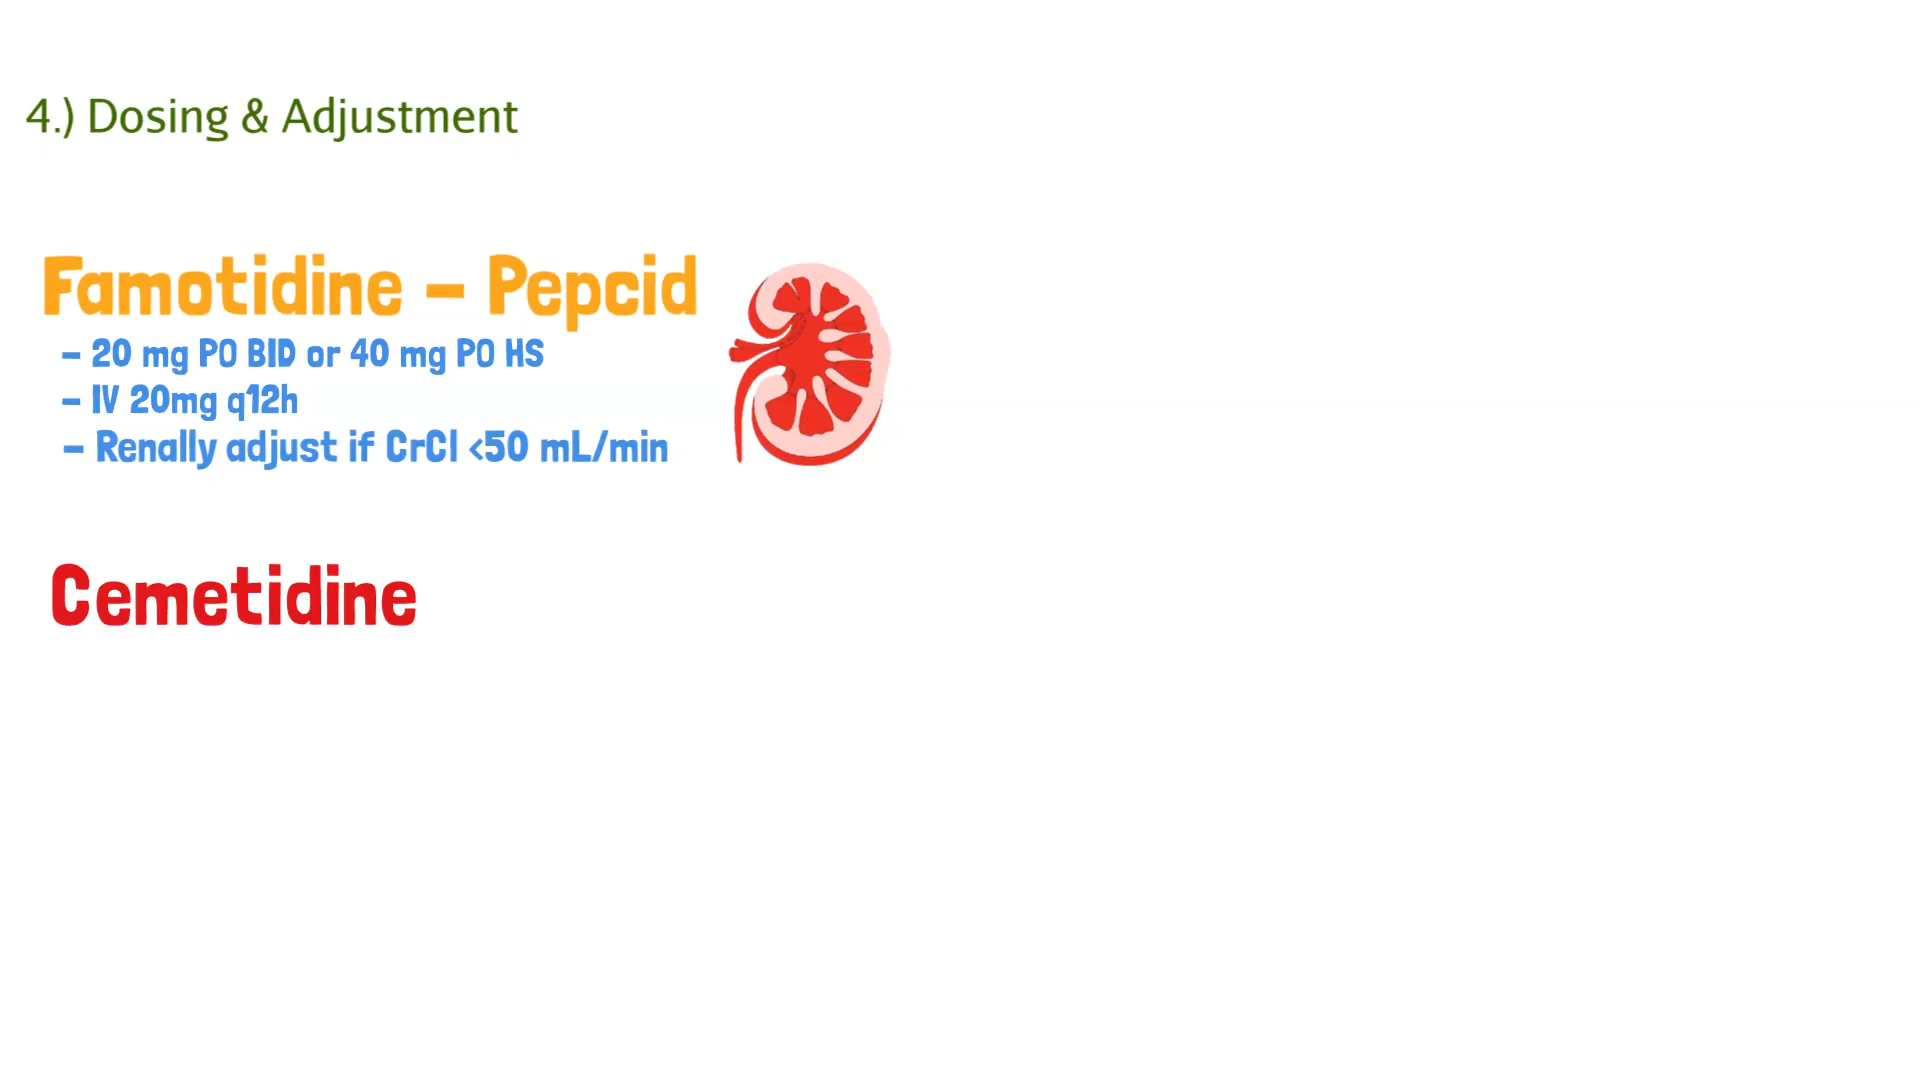 4.) Dosing & Adjustment
Famotidine - Pepcid
- 20 mg PO BID or 40 mg PO HS
- IV 20mg q12h
- Renally adjust if CrCl <50 mL/min
Cemetidine